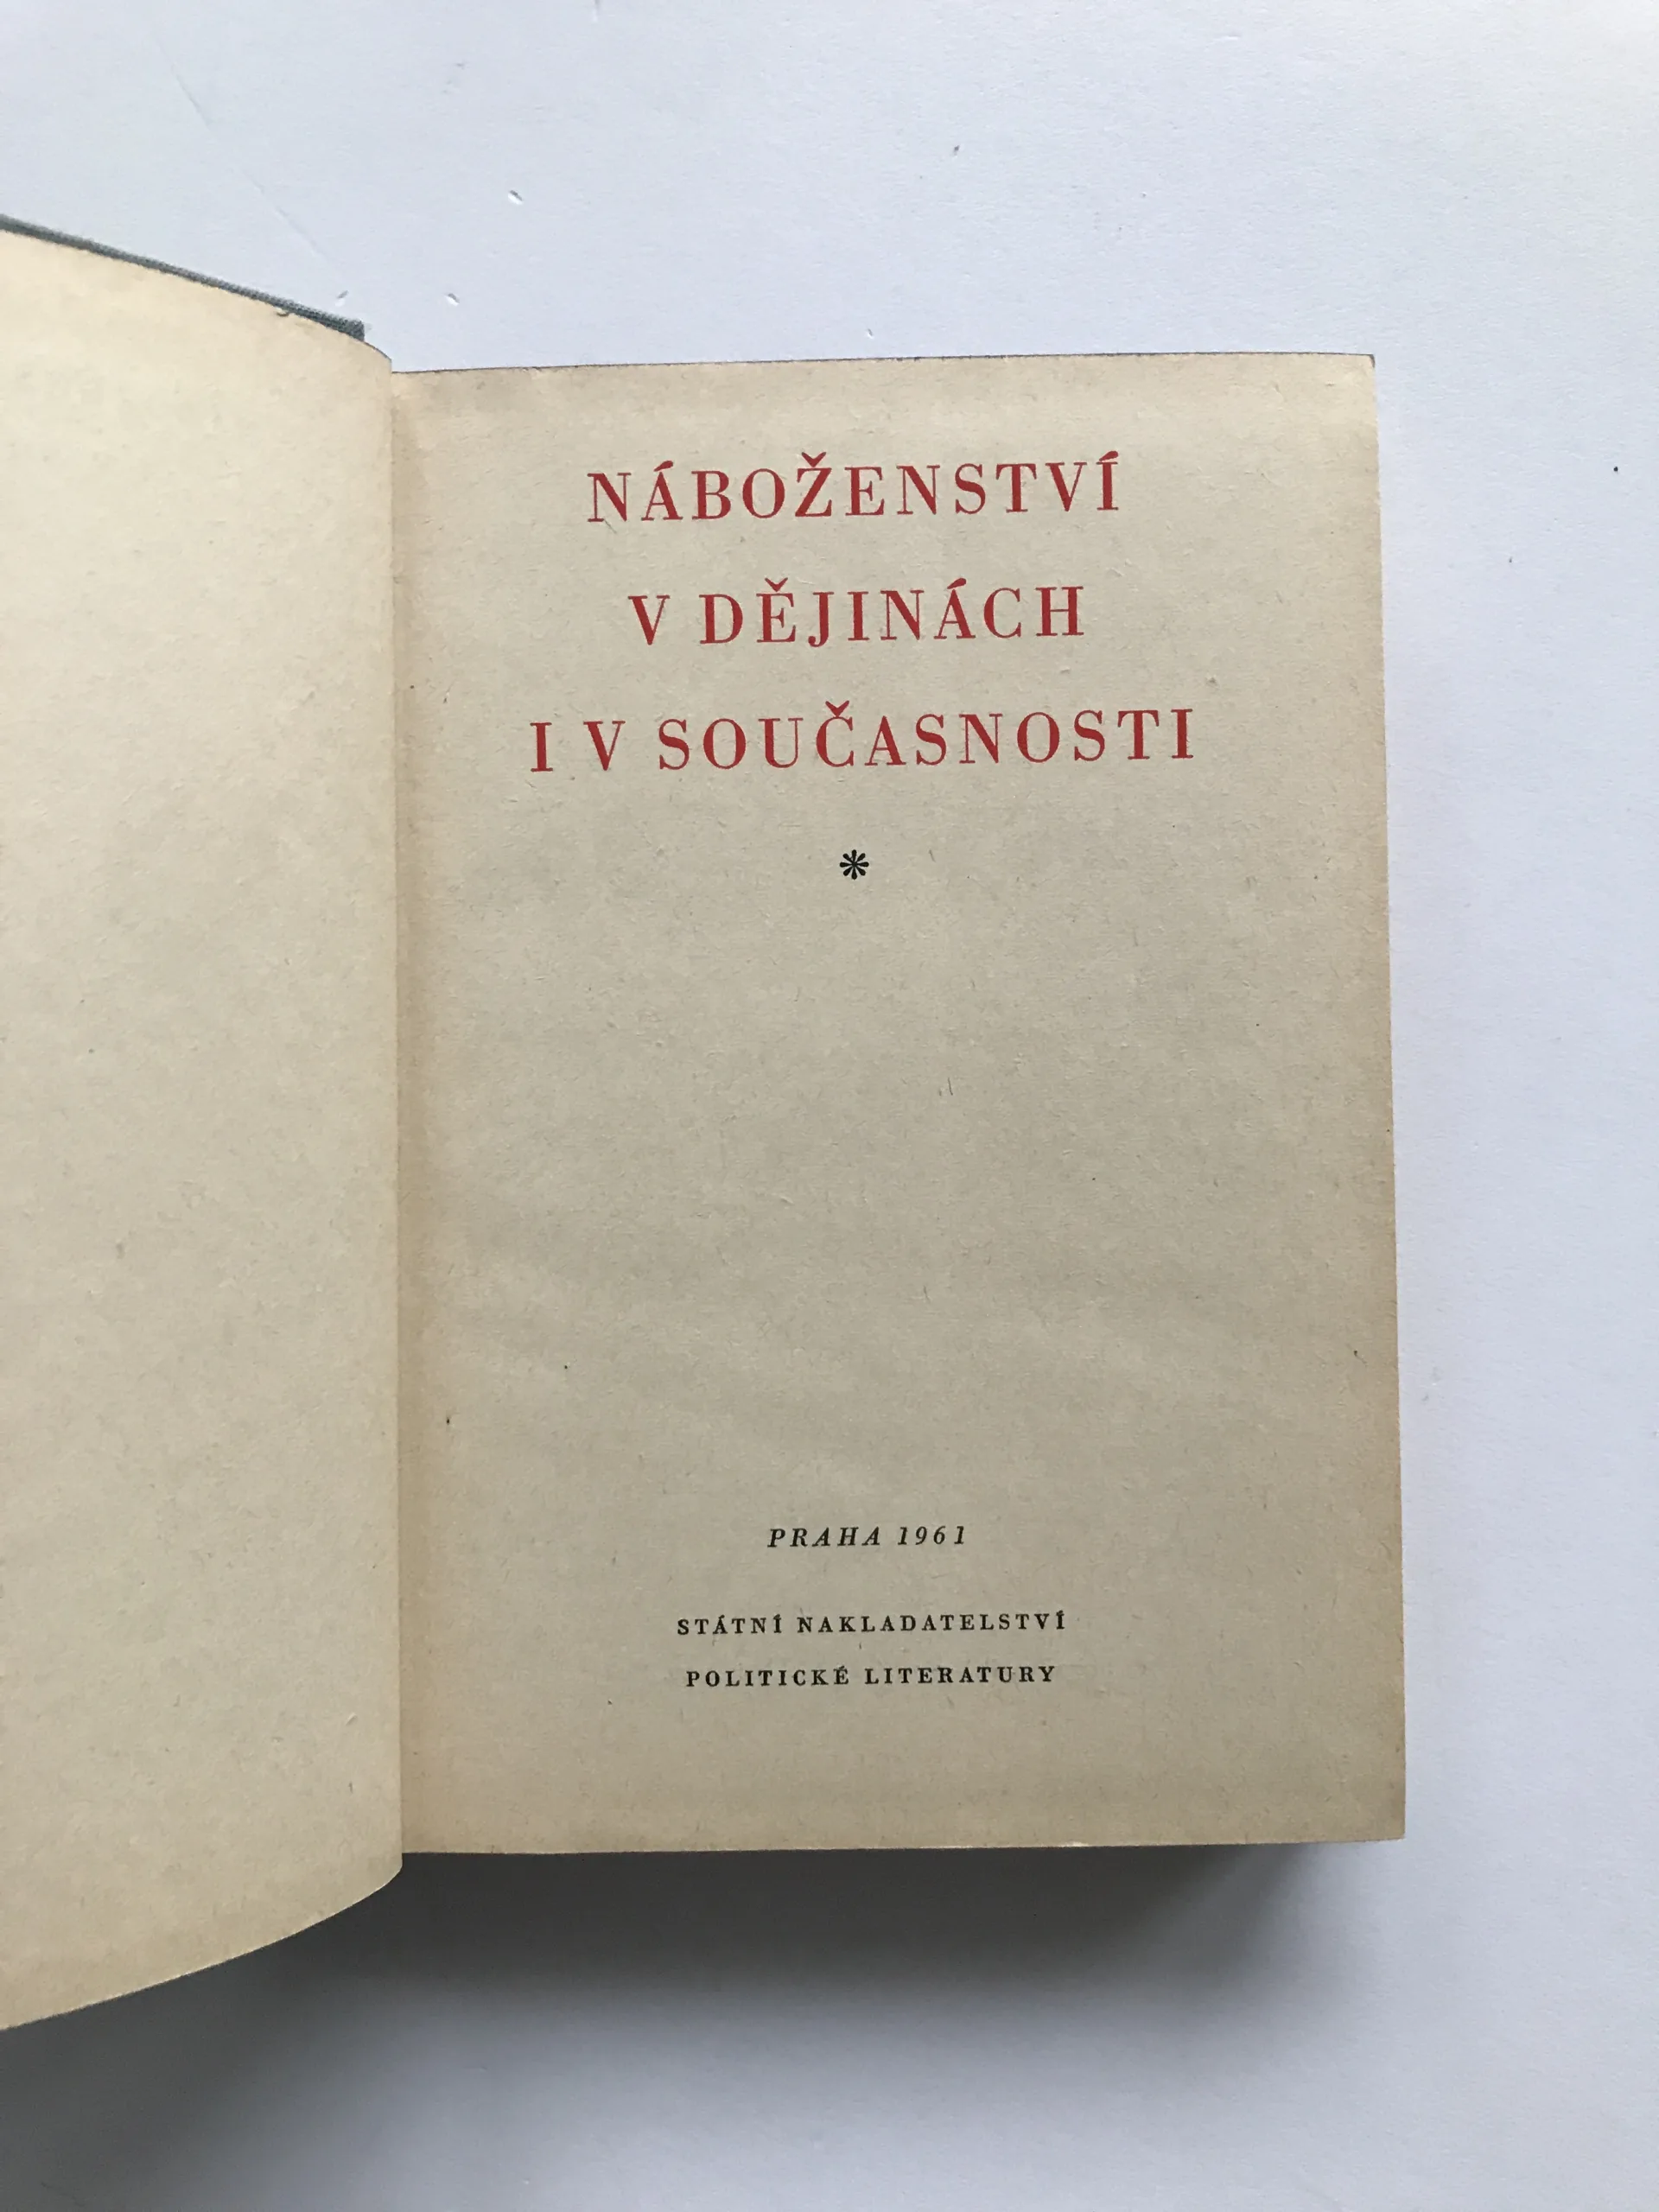 NÁBOŽENSTVÍ
V DĚJINÁCH
I V SOUČASNOSTI
*
PRAHA 1961
STÁTNÍ NAKLADATELSTVÍ
POLITICKÉ LITERATURY